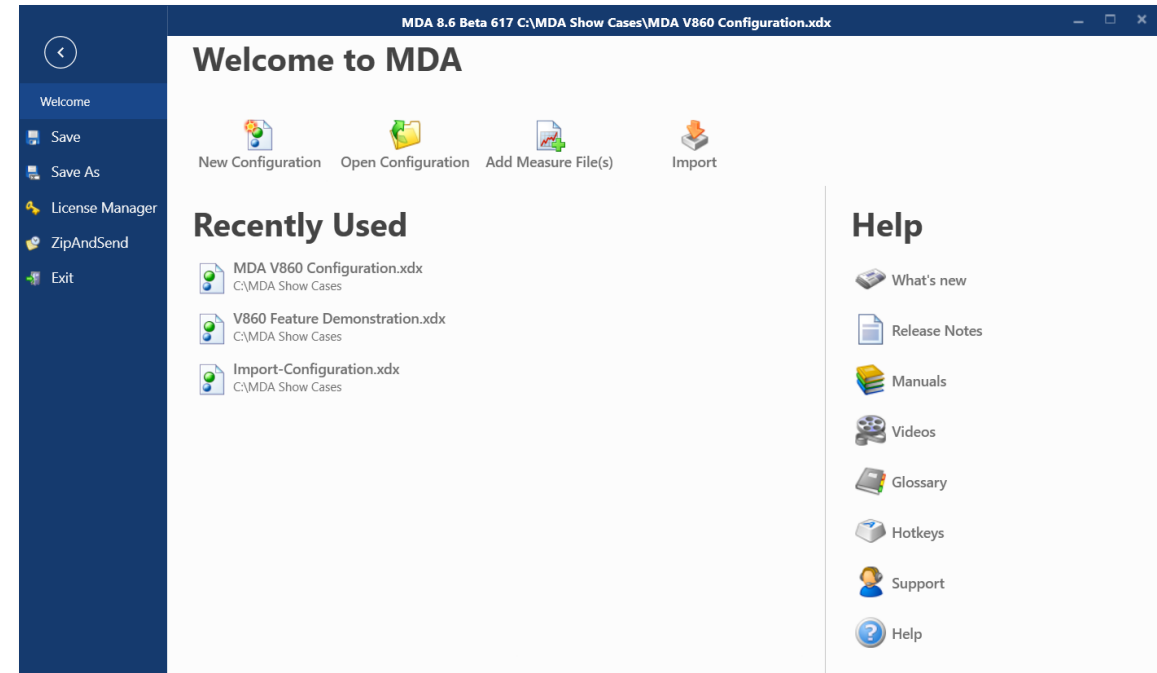 MDA 8.6 Beta 617 C:\MDA Show Cases\MDA V860 Configuration.xdx
Welcome
Save
Save As
License Manager
ZipAndSend
Exit
Welcome to MDA
New Configuration
Open Configuration
Add Measure File(s)
Import
Recently Used
MDA V860 Configuration.xdx
C:\MDA Show Cases
V860 Feature Demonstration.xdx
C:\MDA Show Cases
Import-Configuration.xdx
C:\MDA Show Cases
Help
What's new
Release Notes
Manuals
Videos
Glossary
Hotkeys
Support
Help